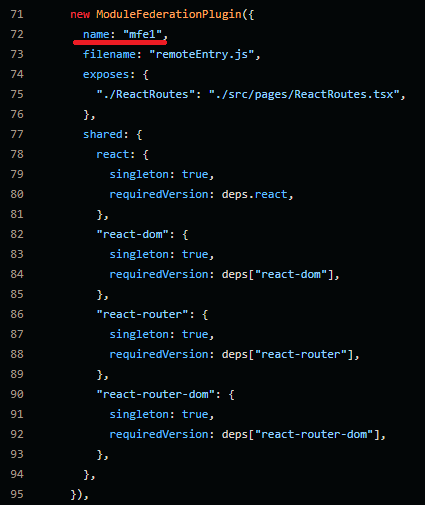 71 new ModuleFederationPlugin({
72 name: "mfe1",
73 filename: "remoteEntry.js",
74 exposes: {
75 "./ReactRoutes": "./src/pages/ReactRoutes.tsx",
76 },
77 shared: {
78 react: {
79 singleton: true,
80 requiredVersion: deps.react,
81 },
82 "react-dom": {
83 singleton: true,
84 requiredVersion: deps["react-dom"],
85 },
86 "react-router": {
87 singleton: true,
88 requiredVersion: deps["react-router"],
89 },
90 "react-router-dom": {
91 singleton: true,
92 requiredVersion: deps["react-router-dom"],
93 },
94 },
95 }),